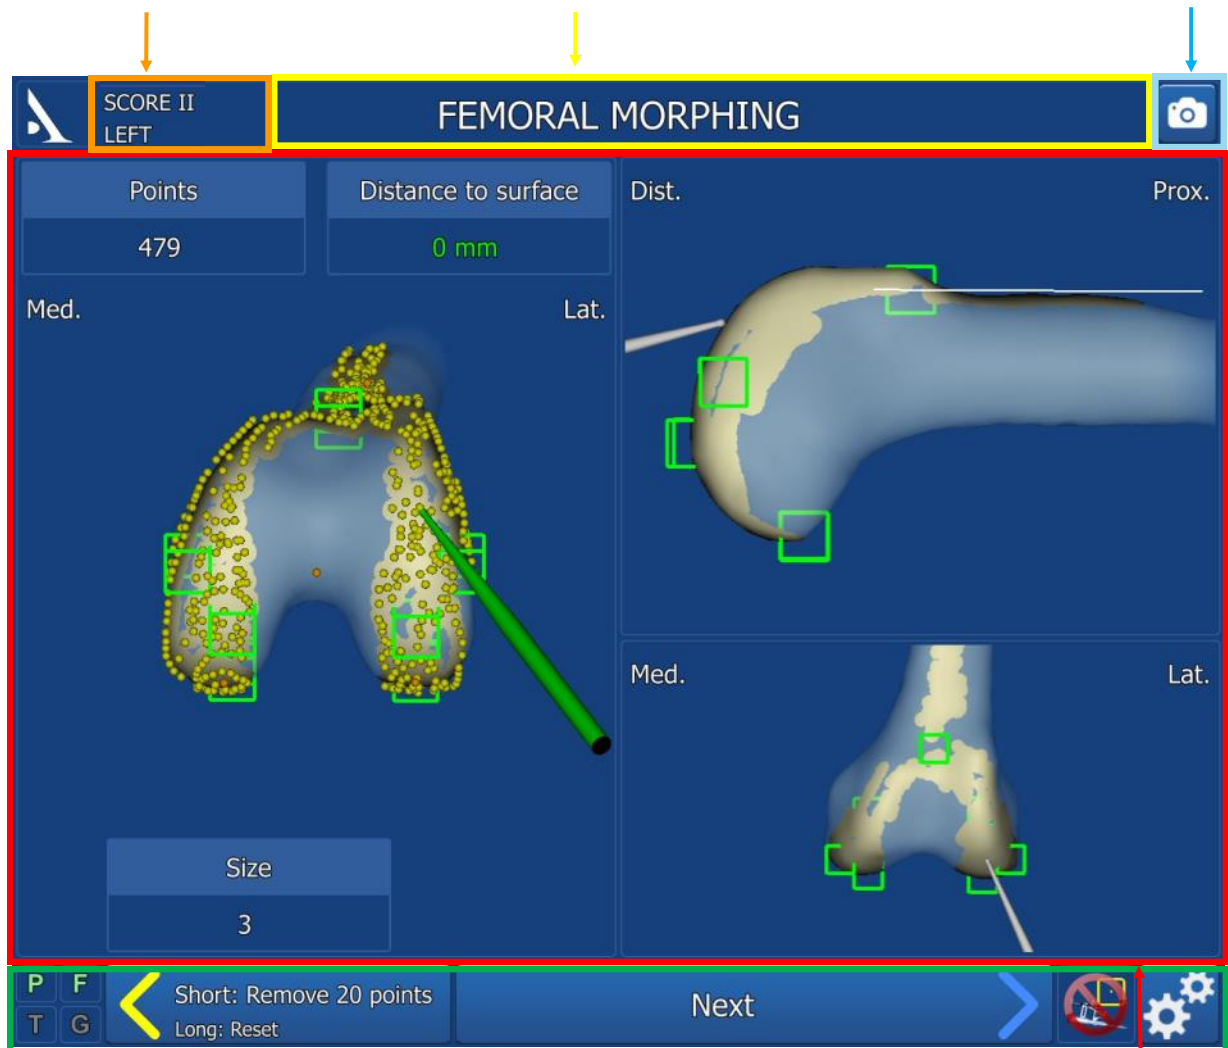 SCORE II
LEFT
FEMORAL MORPHING
Points
Distance to surface
479
0 mm
Med.
Lat.
Dist.
Prox.
Med.
Lat.
Size
3
P F
T G
Short: Remove 20 points
Long: Reset
Next